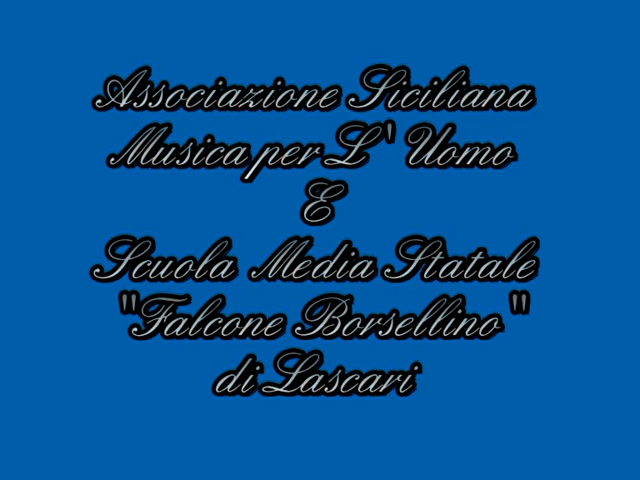 Associazione Siciliana
Musica per L' Uomo
E
Scuola Media Statale
"Falcone Borsellino"
di Lascari